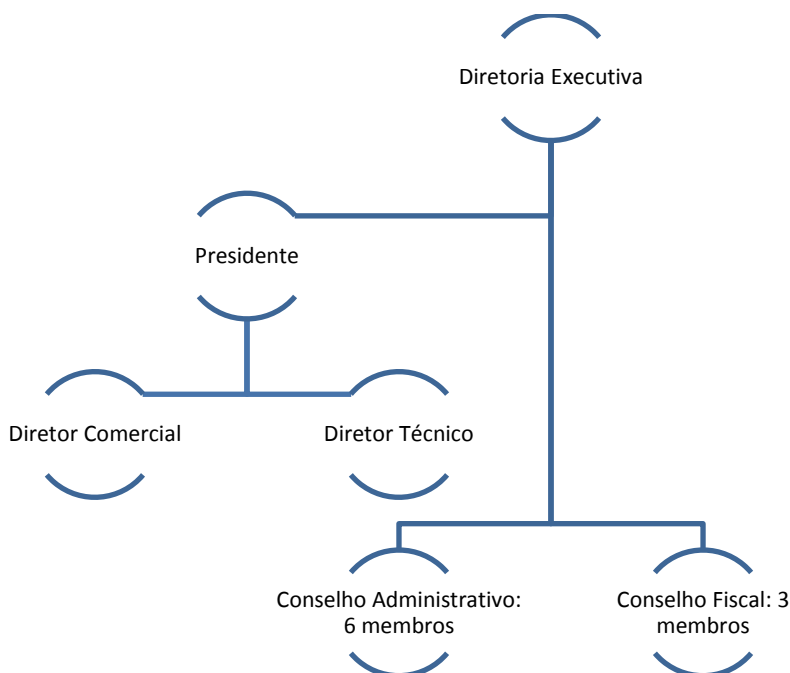 Diretoria Executiva
Presidente
Diretor Comercial
Diretor Técnico
Conselho Administrativo:
6 membros
Conselho Fiscal: 3
membros